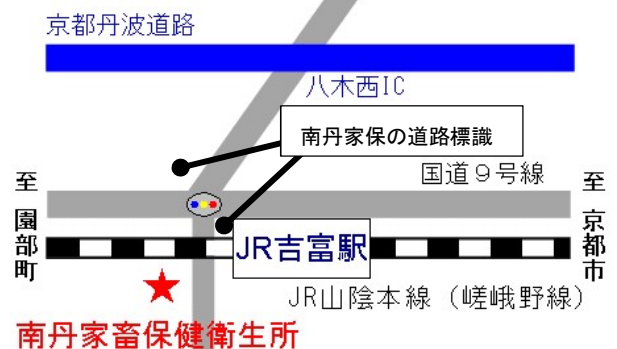 京都丹波道路
八木西IC
南丹家保の道路標識
国道９号線
至 園部町
至 京都市
JR吉富駅
JR山陰本線（嵯峨野線）
南丹家畜保健衛生所